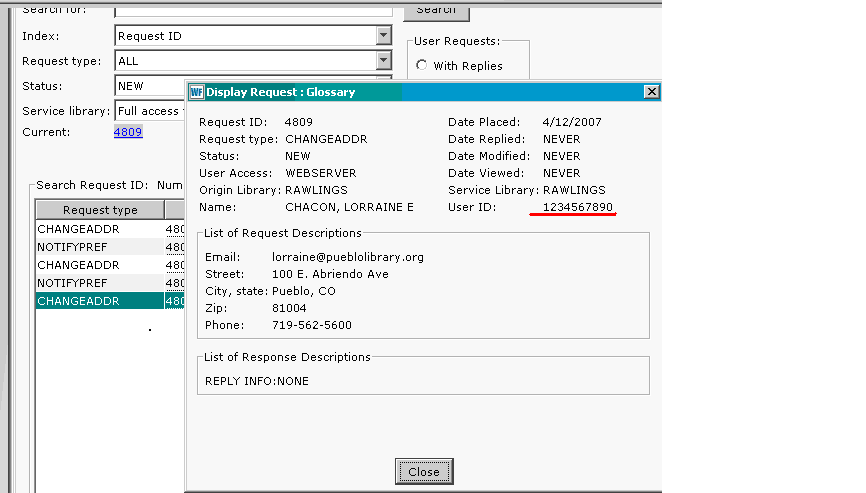 Search for:
Search
Index: Request ID
User Requests:
Request type: ALL
With Replies
Status: NEW
WF Display Request : Glossary
Service library: Full access
Current: 4809
Request ID: 4809 Date Placed: 4/12/2007
Request type: CHANGEADDR Date Replied: NEVER
Status: NEW Date Modified: NEVER
User Access: WEBSERVER Date Viewed: NEVER
Origin Library: RAWLINGS Service Library: RAWLINGS
Name: CHACON, LORRAINE E User ID: 1234567890
Search Request ID: Num
Request type
CHANGEADDR 480
NOTIFYPREF 480
CHANGEADDR 480
NOTIFYPREF 480
CHANGEADDR 480
List of Request Descriptions
Email: lorraine@pueblolibrary.org
Street: 100 E. Abriendo Ave
City, state: Pueblo, CO
Zip: 81004
Phone: 719-562-5600
List of Response Descriptions
REPLY INFO:NONE
Close